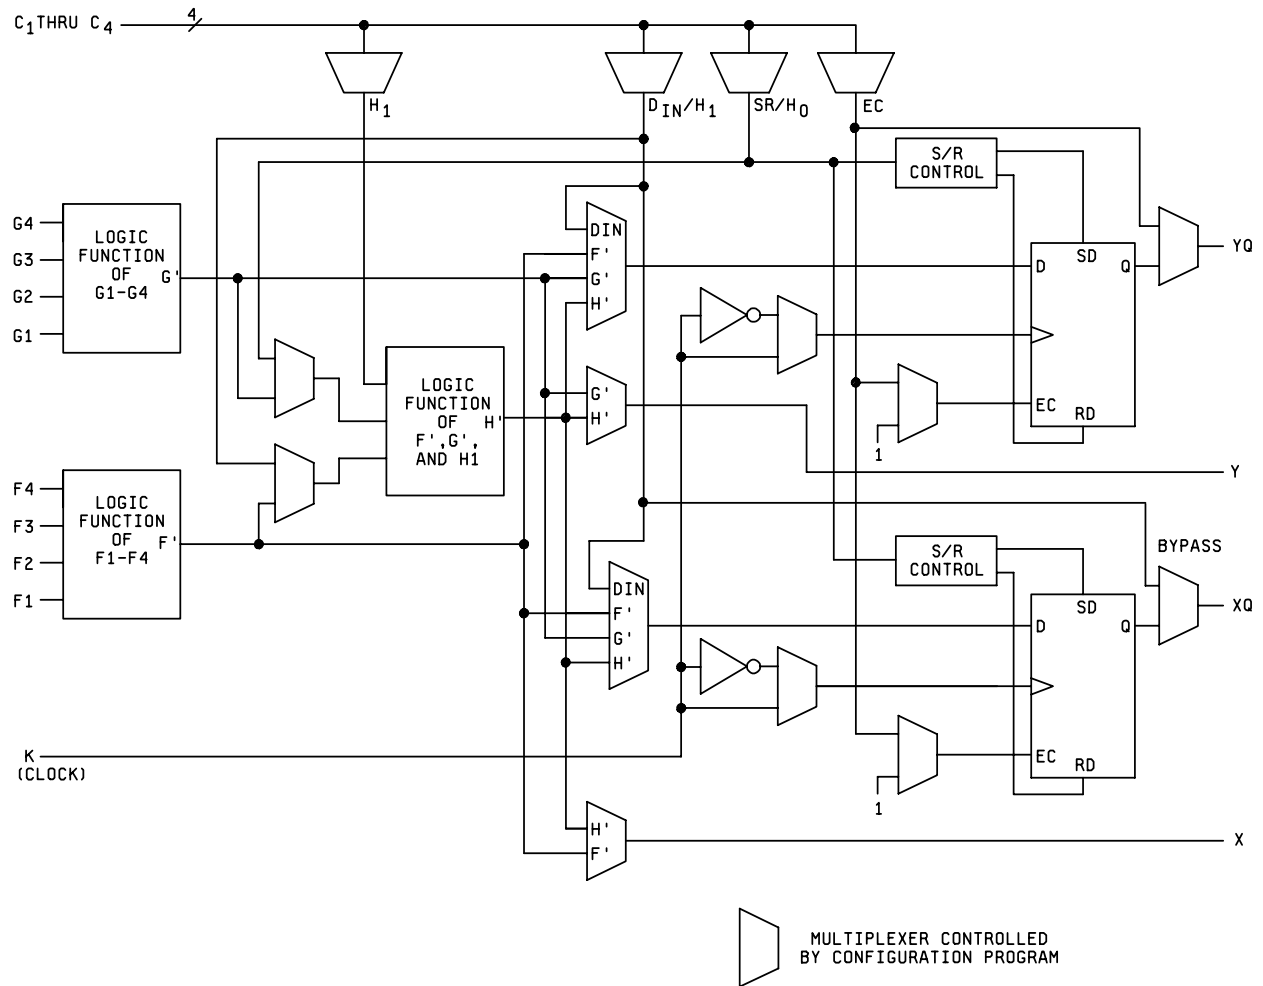 C1THRU C4
4
H1
DIN/H1
SR/H0
EC
S/R
CONTROL
G4
G3
G2
G1
LOGIC
FUNCTION
OF
G1-G4
G'
DIN
F'
G'
H'
D
SD
Q
EC
RD
YQ
1
LOGIC
FUNCTION
OF
F',G',
AND H1
H'
G'
H'
Y
F4
F3
F2
F1
LOGIC
FUNCTION
OF
F1-F4
F'
S/R
CONTROL
BYPASS
DIN
F'
G'
H'
D
SD
Q
EC
RD
XQ
1
K
(CLOCK)
H'
F'
X
MULTIPLEXER CONTROLLED
BY CONFIGURATION PROGRAM